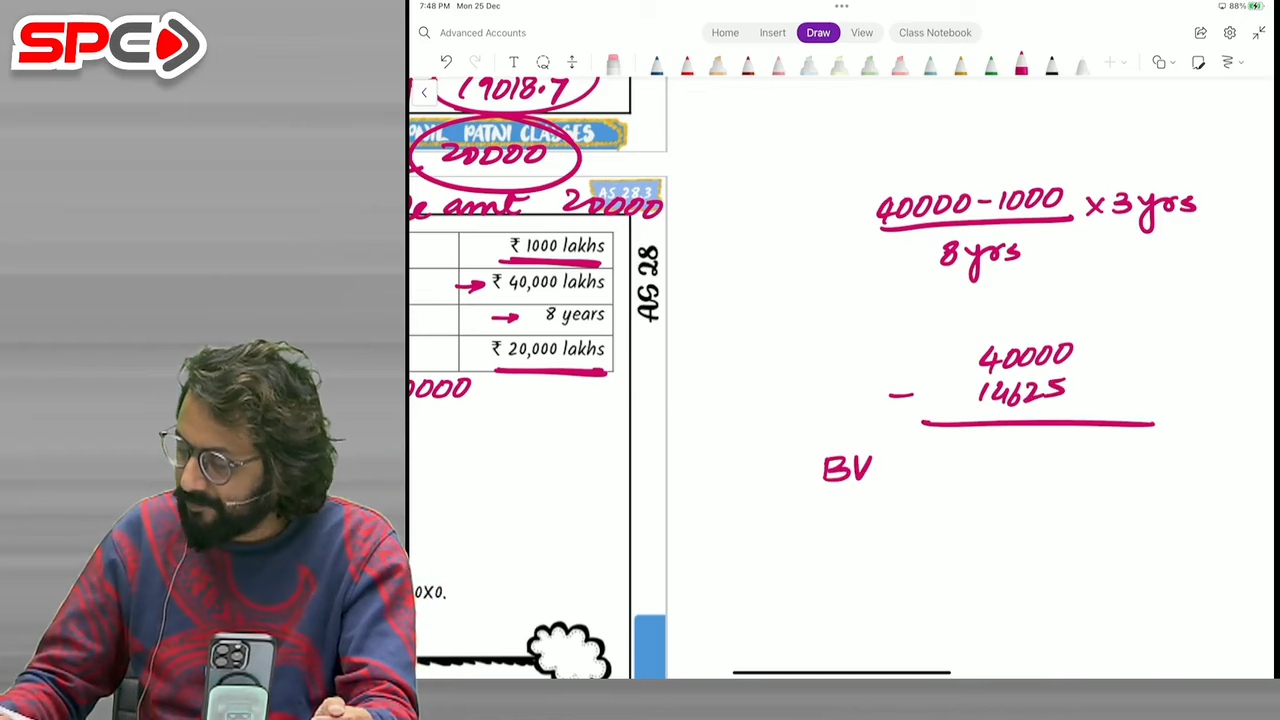 SPC
7:48 PM Mon 25 Dec
88%
Advanced Accounts
Home Insert Draw View Class Notebook
19018.7
PATNI CLASSES
20000
AS 28.3
amt 20000
₹ 1000 lakhs
₹ 40,000 lakhs
8 years
₹ 20,000 lakhs
AS 28
0000
0X0.
40000-1000 × 3 yrs
8 yrs
40000
- 14625
BV